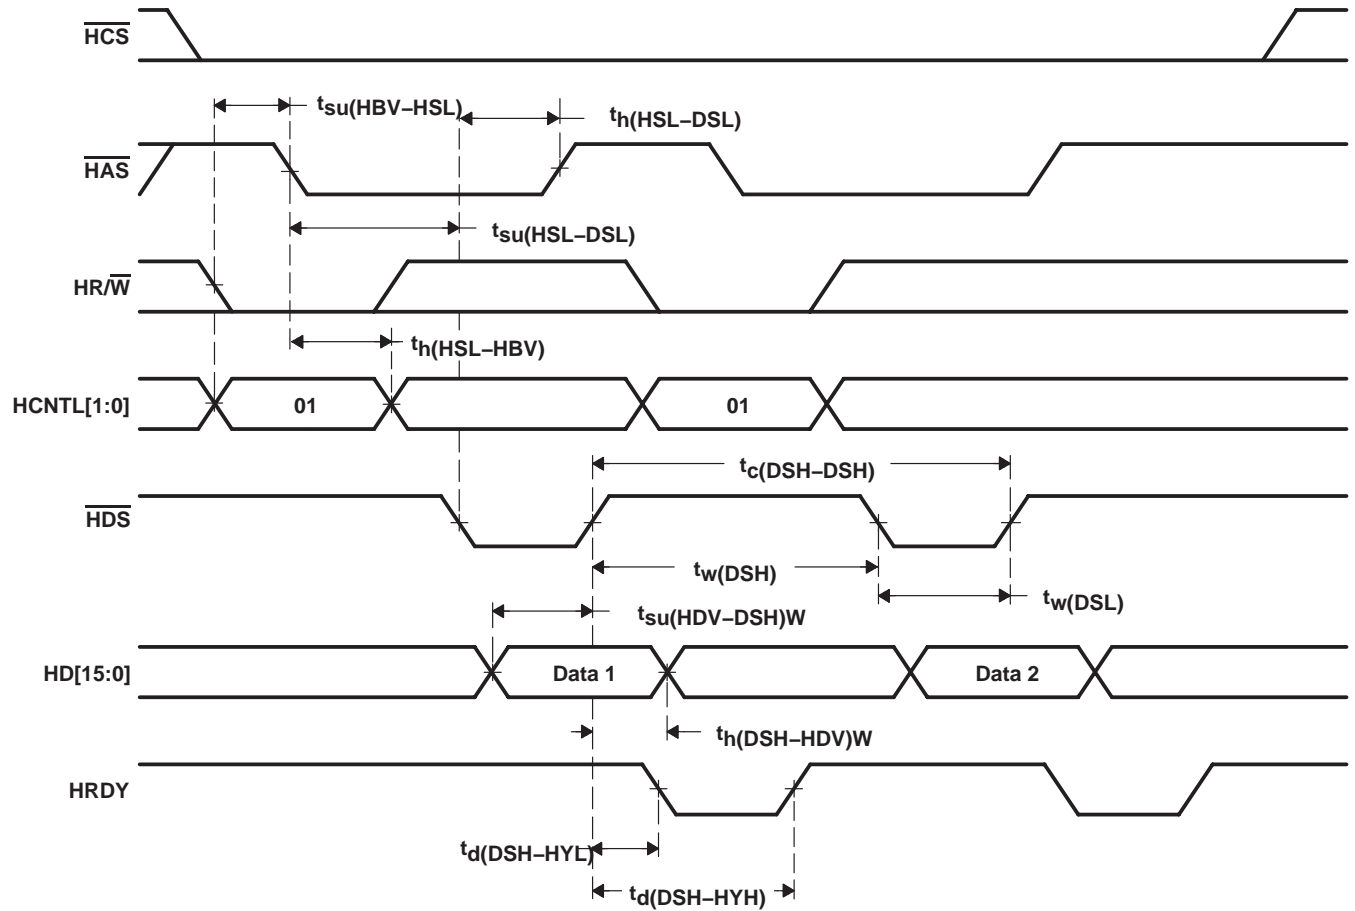 HCS
tsu(HBV−HSL)
th(HSL−DSL)
HAS
tsu(HSL−DSL)
HR/W
th(HSL−HBV)
HCNTL[1:0]
01
01
tc(DSH−DSH)
HDS
tw(DSH)
tw(DSL)
tsu(HDV−DSH)W
HD[15:0]
Data 1
Data 2
th(DSH−HDV)W
HRDY
td(DSH−HYL)
td(DSH−HYH)